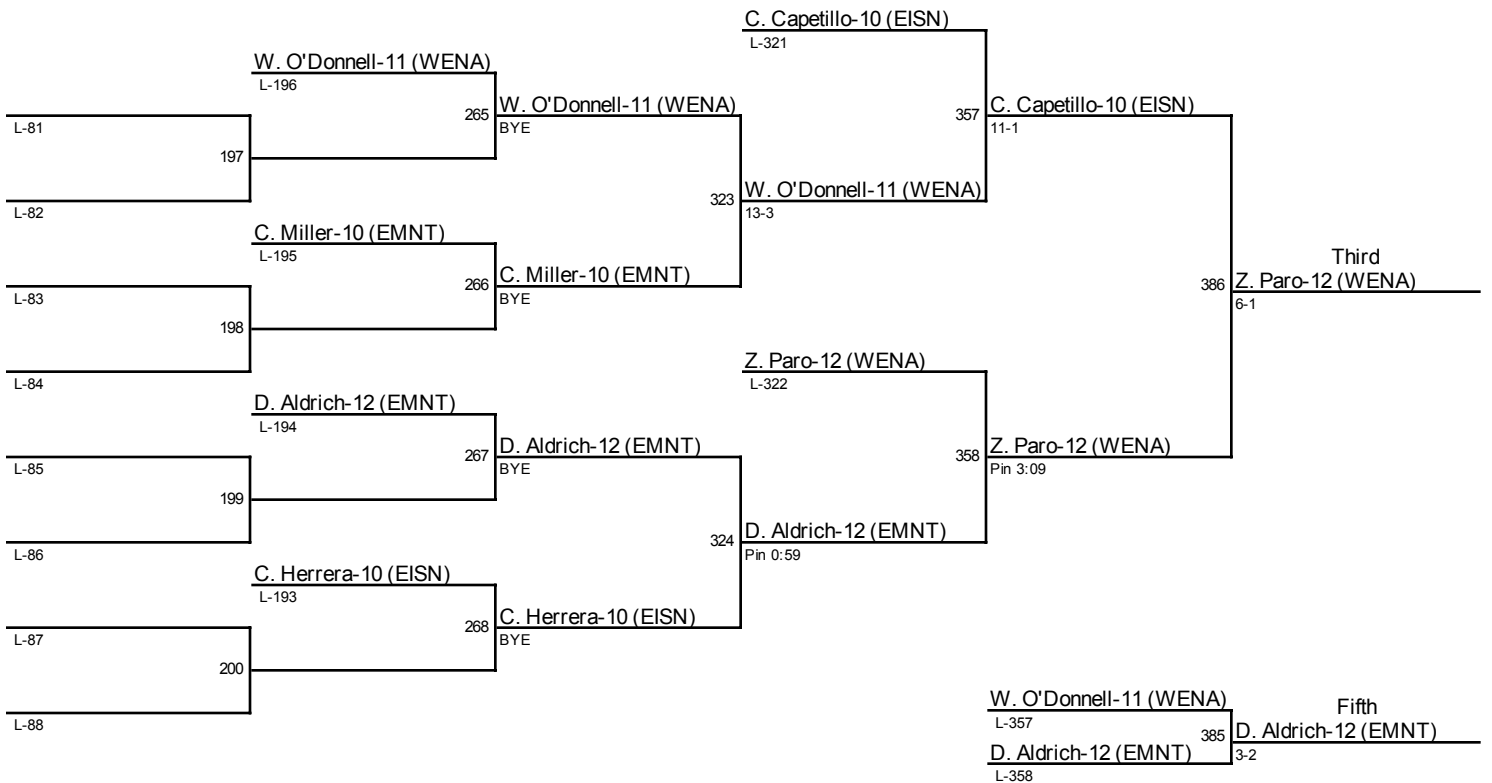 C. Capetillo-10 (EISN)
L-321
W. O'Donnell-11 (WENA)
L-196
265 W. O'Donnell-11 (WENA)
BYE
357 C. Capetillo-10 (EISN)
11-1
L-81
197
323 W. O'Donnell-11 (WENA)
13-3
L-82
C. Miller-10 (EMNT)
L-195
266 C. Miller-10 (EMNT)
BYE
L-83
198
Third
386 Z. Paro-12 (WENA)
6-1
L-84
Z. Paro-12 (WENA)
L-322
D. Aldrich-12 (EMNT)
L-194
267 D. Aldrich-12 (EMNT)
BYE
358 Z. Paro-12 (WENA)
Pin 3:09
L-85
199
324 D. Aldrich-12 (EMNT)
Pin 0:59
L-86
C. Herrera-10 (EISN)
L-193
268 C. Herrera-10 (EISN)
BYE
L-87
200
L-88
W. O'Donnell-11 (WENA)
L-357
Fifth
385 D. Aldrich-12 (EMNT)
3-2
D. Aldrich-12 (EMNT)
L-358